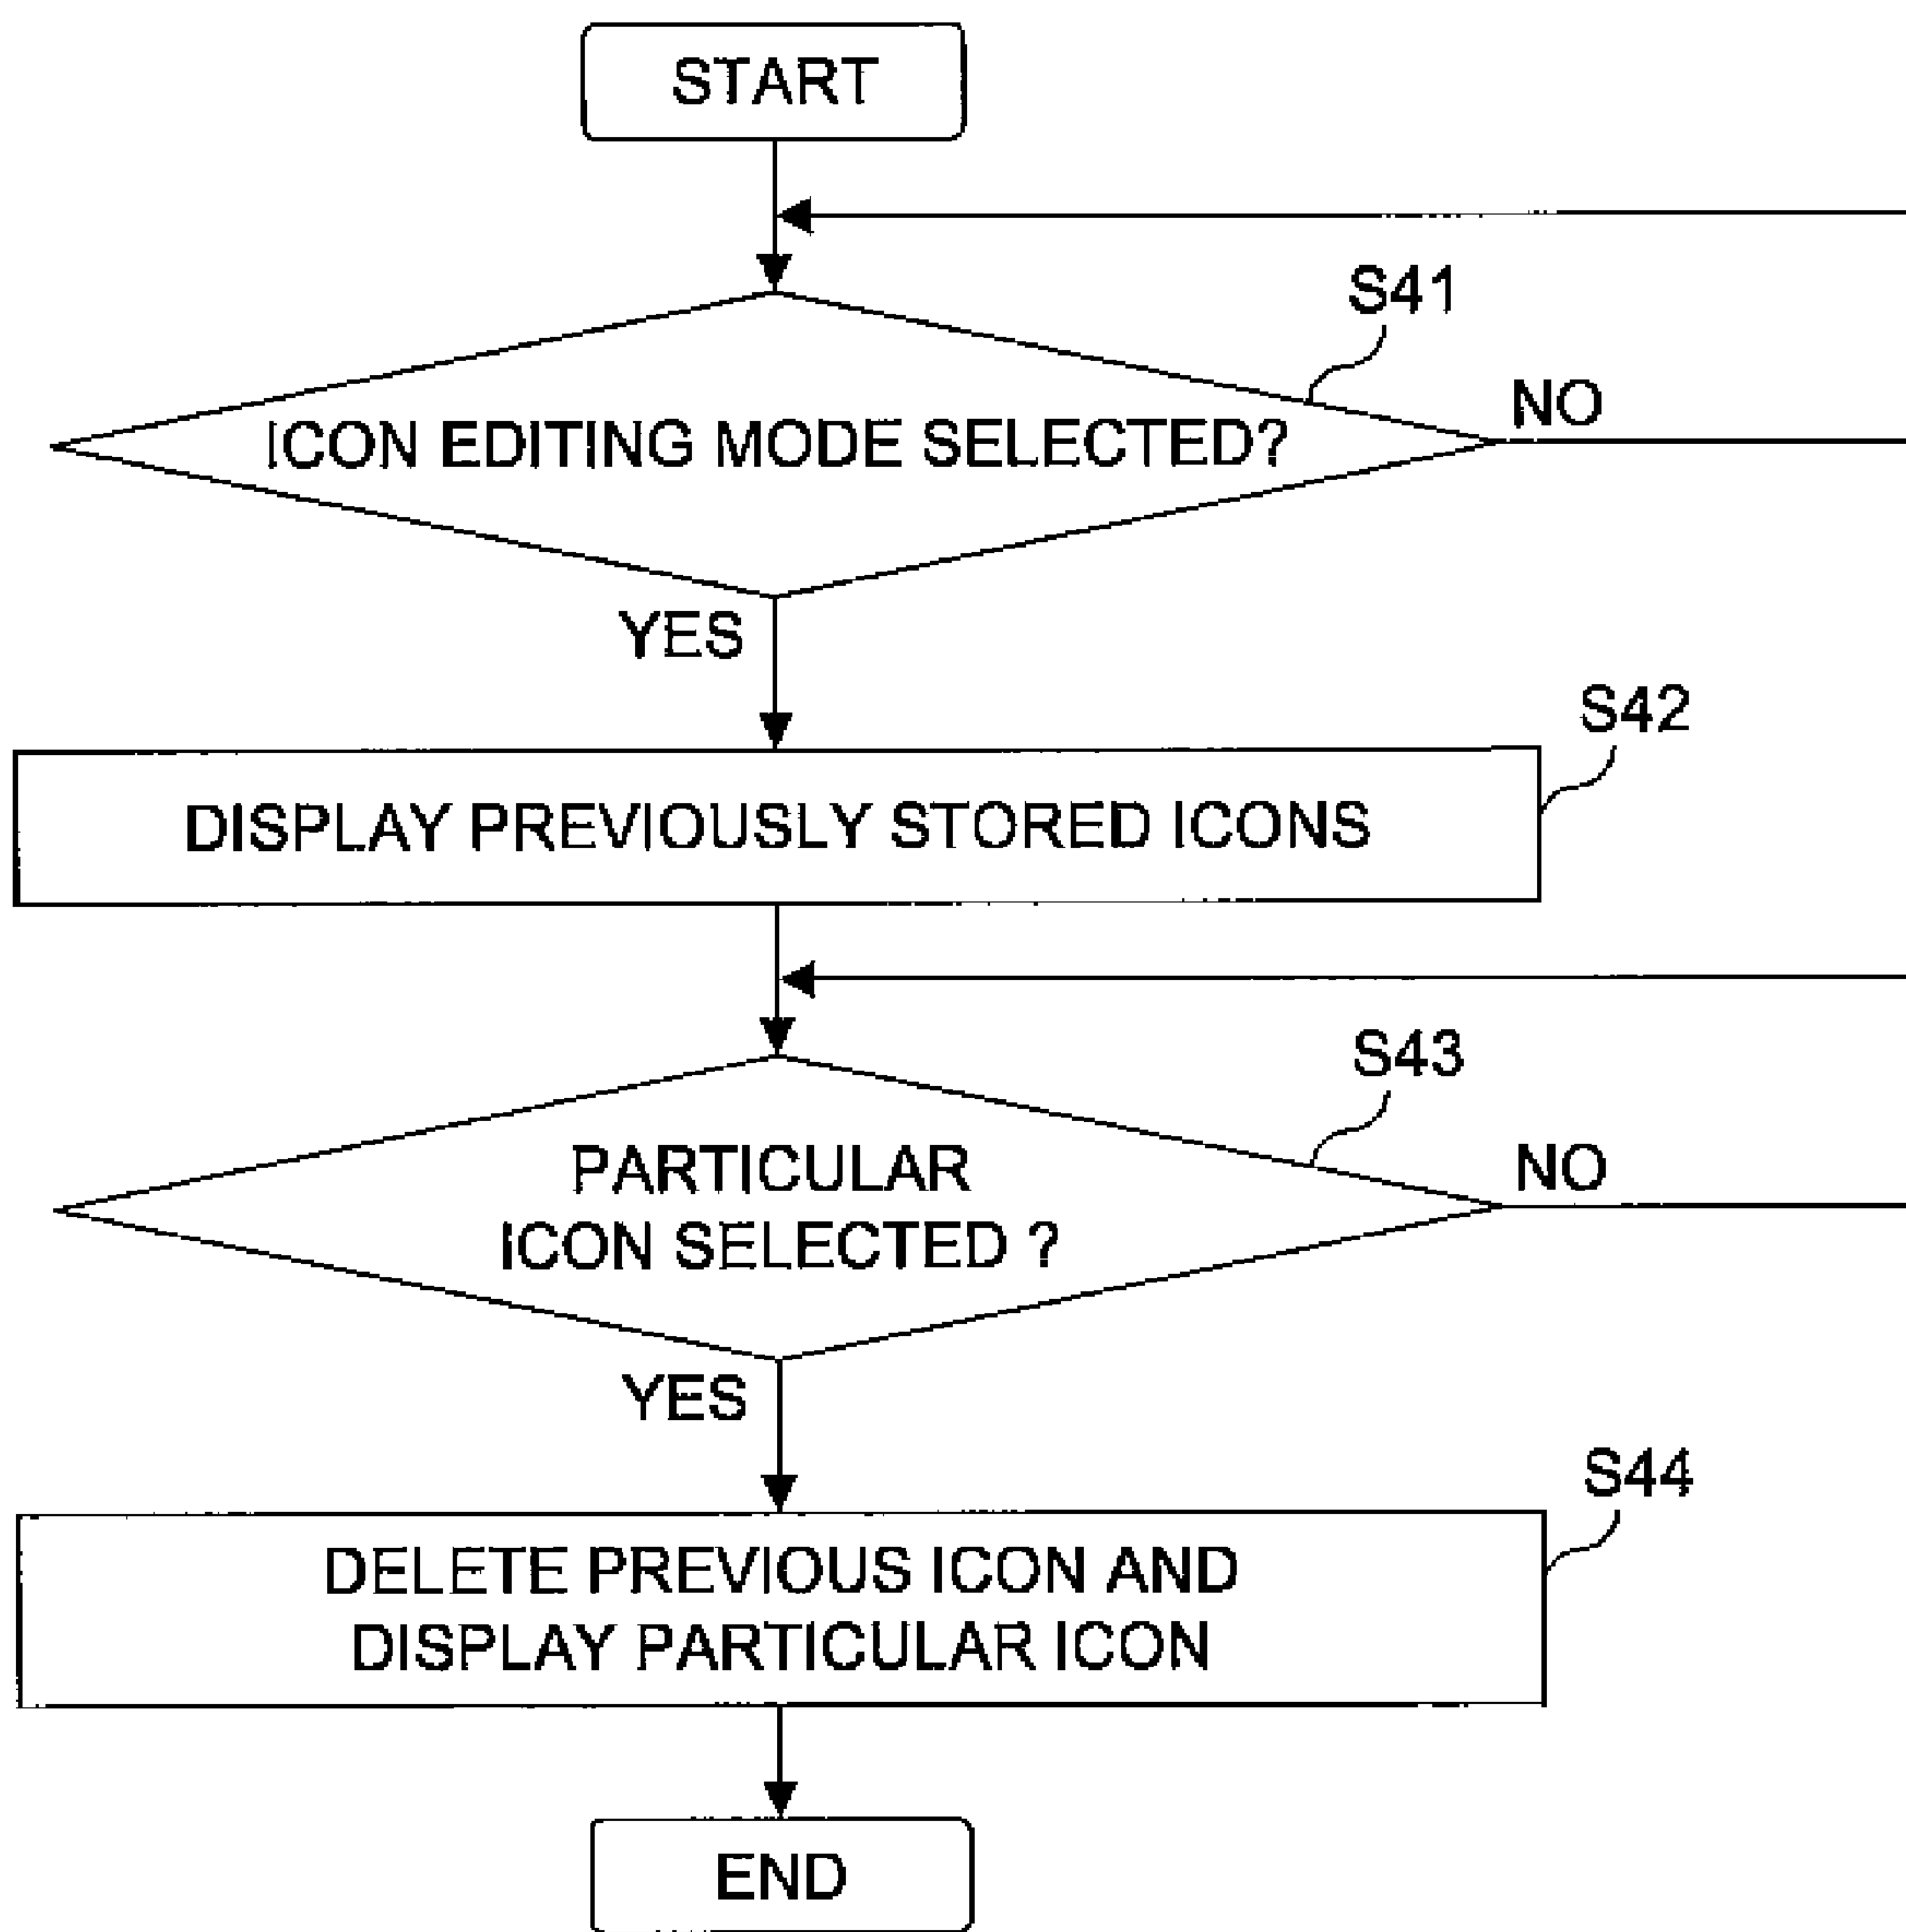 START
S41
ICON EDITING MODE SELECTED?
NO
YES
S42
DISPLAY PREVIOUSLY STORED ICONS
S43
PARTICULAR
ICON SELECTED ?
NO
YES
S44
DELETE PREVIOUS ICON AND
DISPLAY PARTICULAR ICON
END